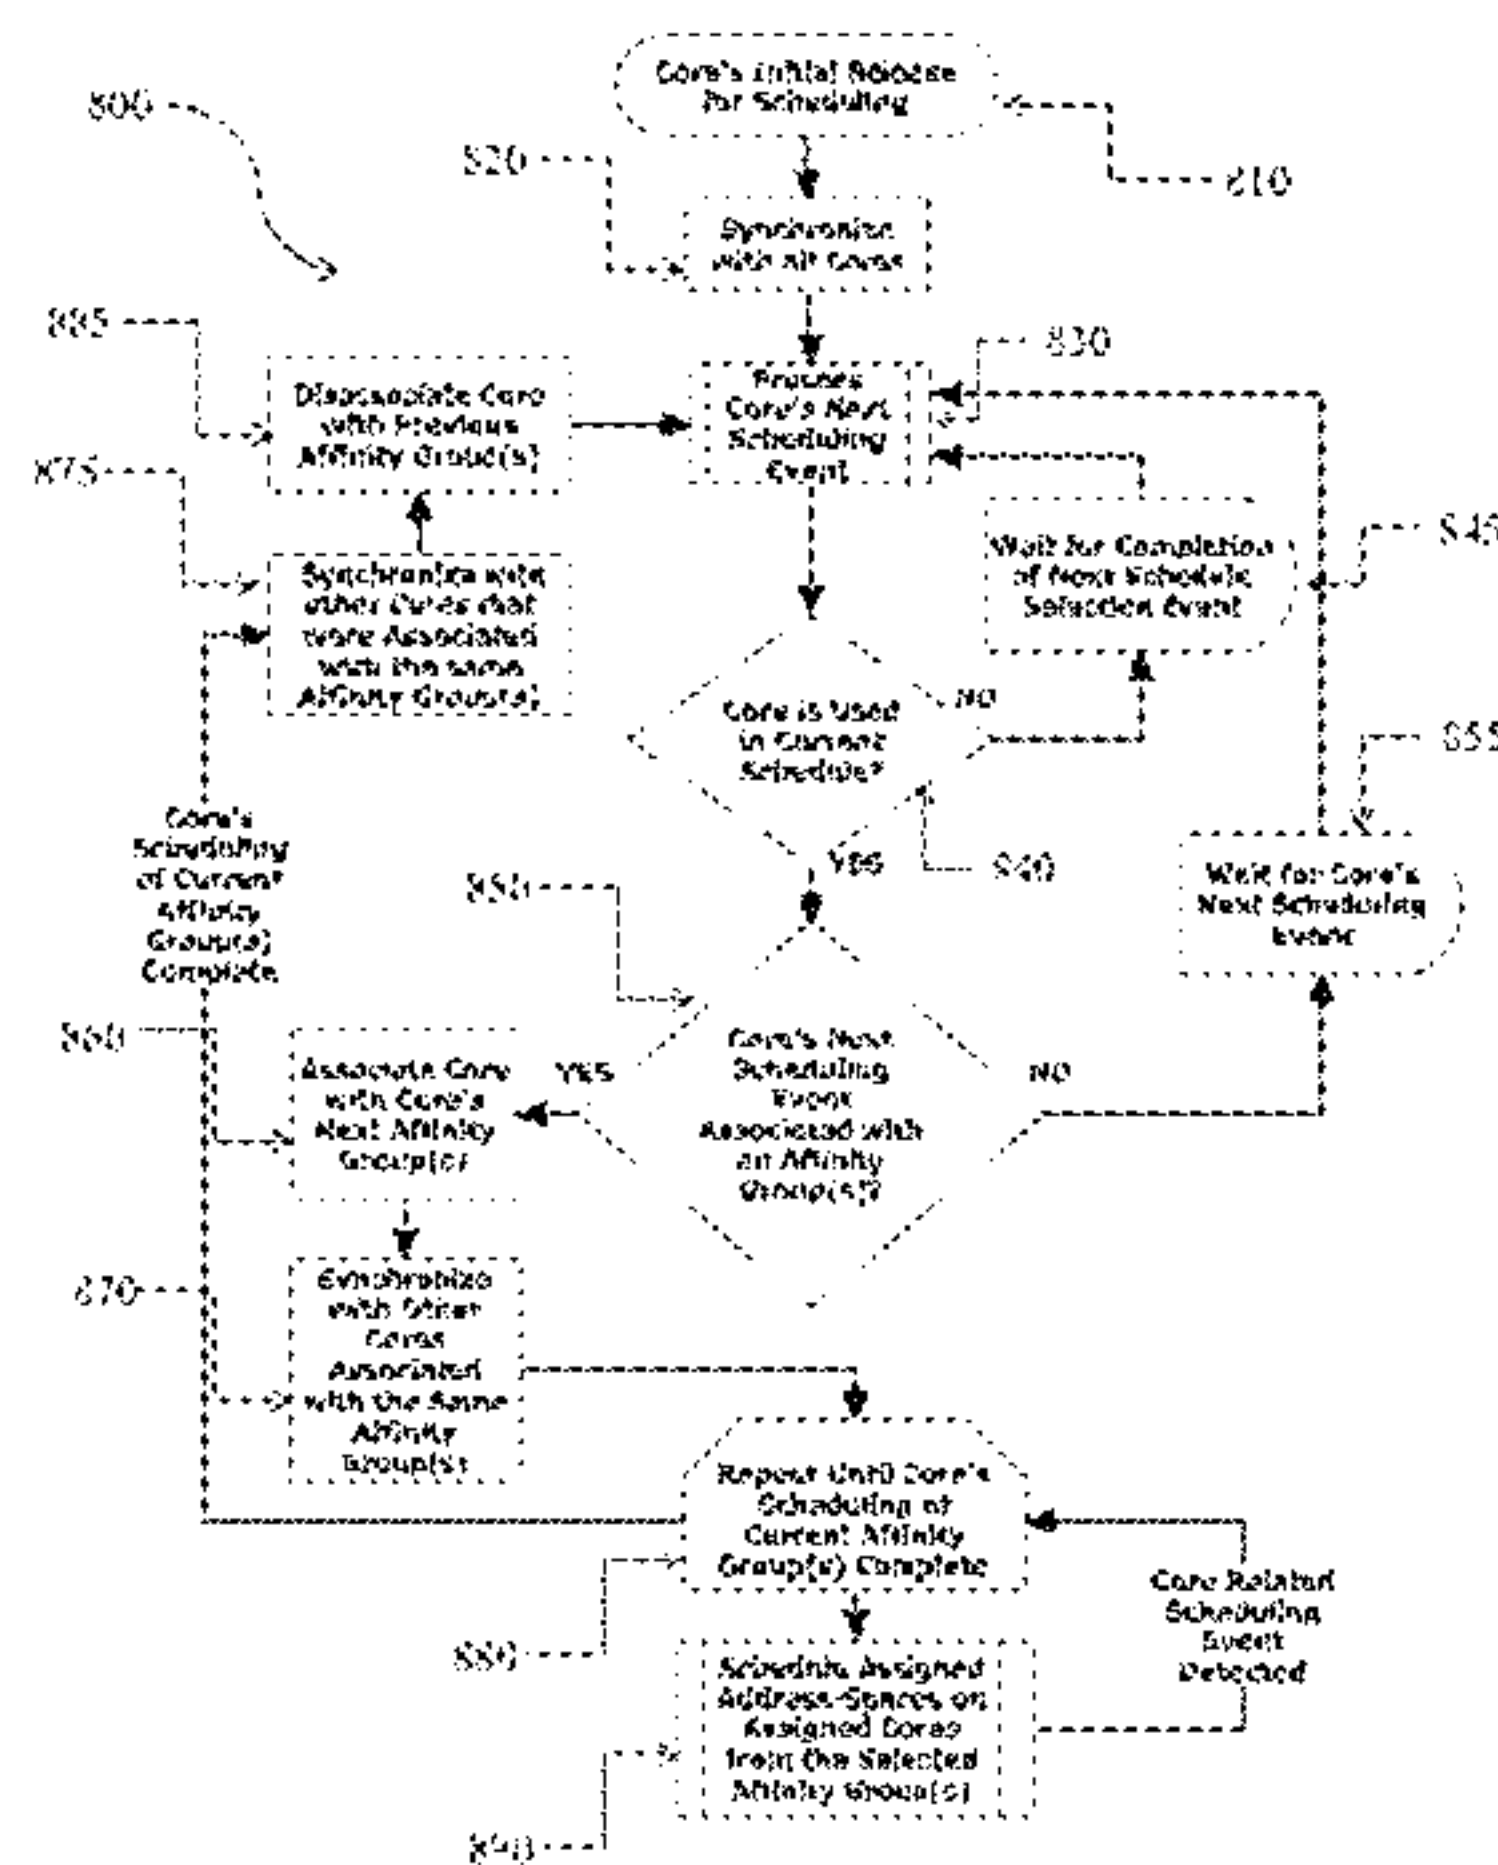 Core's Initial Release
for Scheduling
800
820
810
Synchronize
with all Cores
885
830
Disassociate Core
with Previous
Affinity Group(s)
Process
Core's Next
Scheduling
Event
875
845
Wait for Completion
of Next Schedule
Selection Event
Synchronize with
other Cores that
were Associated
with the same
Affinity Group(s)
Core is Used
in Current
Schedule?
NO
855
YES
840
Core's
Scheduling
of Current
Affinity
Group(s)
Complete
850
Wait for Core's
Next Scheduling
Event
860
Associate Core
with Core's
Next Affinity
Group(s)
YES
Core's Next
Scheduling
Event
Associated with
an Affinity
Group(s)?
NO
870
Synchronize
with Other
Cores
Associated
with the Same
Affinity
Group(s)
Repeat Until Core's
Scheduling of
Current Affinity
Group(s) Complete
Core Related
Scheduling
Event
Detected
880
Schedule Assigned
Address-Spaces on
Assigned Cores
from the Selected
Affinity Group(s)
890